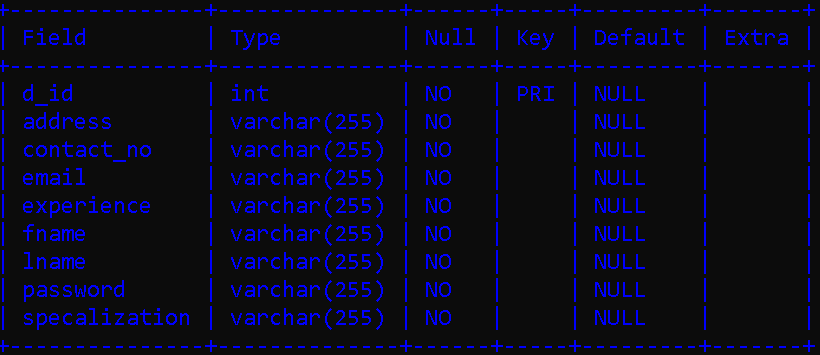 +----------------+--------------+------+-----+---------+-------+
| Field          | Type         | Null | Key | Default | Extra |
+----------------+--------------+------+-----+---------+-------+
| d_id           | int          | NO   | PRI | NULL    |       |
| address        | varchar(255) | NO   |     | NULL    |       |
| contact_no     | varchar(255) | NO   |     | NULL    |       |
| email          | varchar(255) | NO   |     | NULL    |       |
| experience     | varchar(255) | NO   |     | NULL    |       |
| fname          | varchar(255) | NO   |     | NULL    |       |
| lname          | varchar(255) | NO   |     | NULL    |       |
| password       | varchar(255) | NO   |     | NULL    |       |
| specalization  | varchar(255) | NO   |     | NULL    |       |
+----------------+--------------+------+-----+---------+-------+